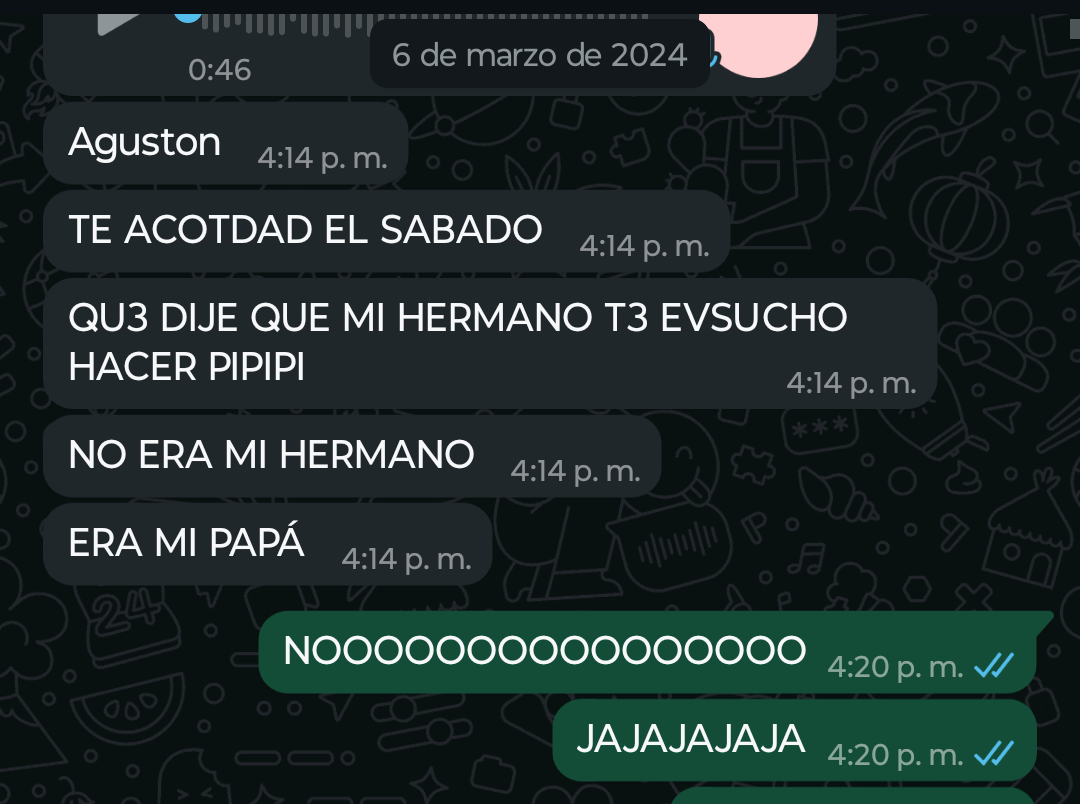 6 de marzo de 2024
0:46
Aguston 4:14 p. m.
TE ACOTDAD EL SABADO 4:14 p. m.
QU3 DIJE QUE MI HERMANO T3 EVSUCHO
HACER PIPIPI 4:14 p. m.
NO ERA MI HERMANO 4:14 p. m.
ERA MI PAPÁ 4:14 p. m.
NOOOOOOOOOOOOOOOO 4:20 p. m.
JAJAJAJAJA 4:20 p. m.